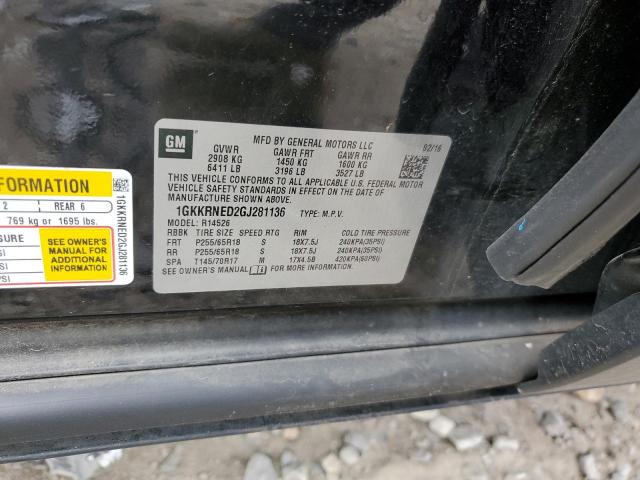 GM
MFD BY GENERAL MOTORS LLC 02/16
GVWR GAWR FRT GAWR RR
2908 KG 1450 KG 1600 KG
6411 LB 3196 LB 3527 LB
THIS VEHICLE CONFORMS TO ALL APPLICABLE U.S. FEDERAL MOTOR
VEHICLE SAFETY STANDARDS IN EFFECT ON THE DATE OF
MANUFACTURE SHOWN ABOVE.
1GKKRNED2GJ281136 TYPE: M.P.V.
MODEL: R14526
RBBK TIRE SIZE SPEED RTG RIM COLD TIRE PRESSURE
FRT P255/65R18 S 18X7.5J 240KPA(35PSI)
RR P255/65R18 S 18X7.5J 240KPA(35PSI)
SPA T145/70R17 M 17X4.5B 420KPA(60PSI)
SEE OWNER'S MANUAL FOR MORE INFORMATION.
FORMATION
2 REAR 6
769 kg or 1695 lbs.
SURE
SEE OWNER'S
MANUAL FOR
ADDITIONAL
INFORMATION
PSI
PSI
1GKKRNED2GJ281136